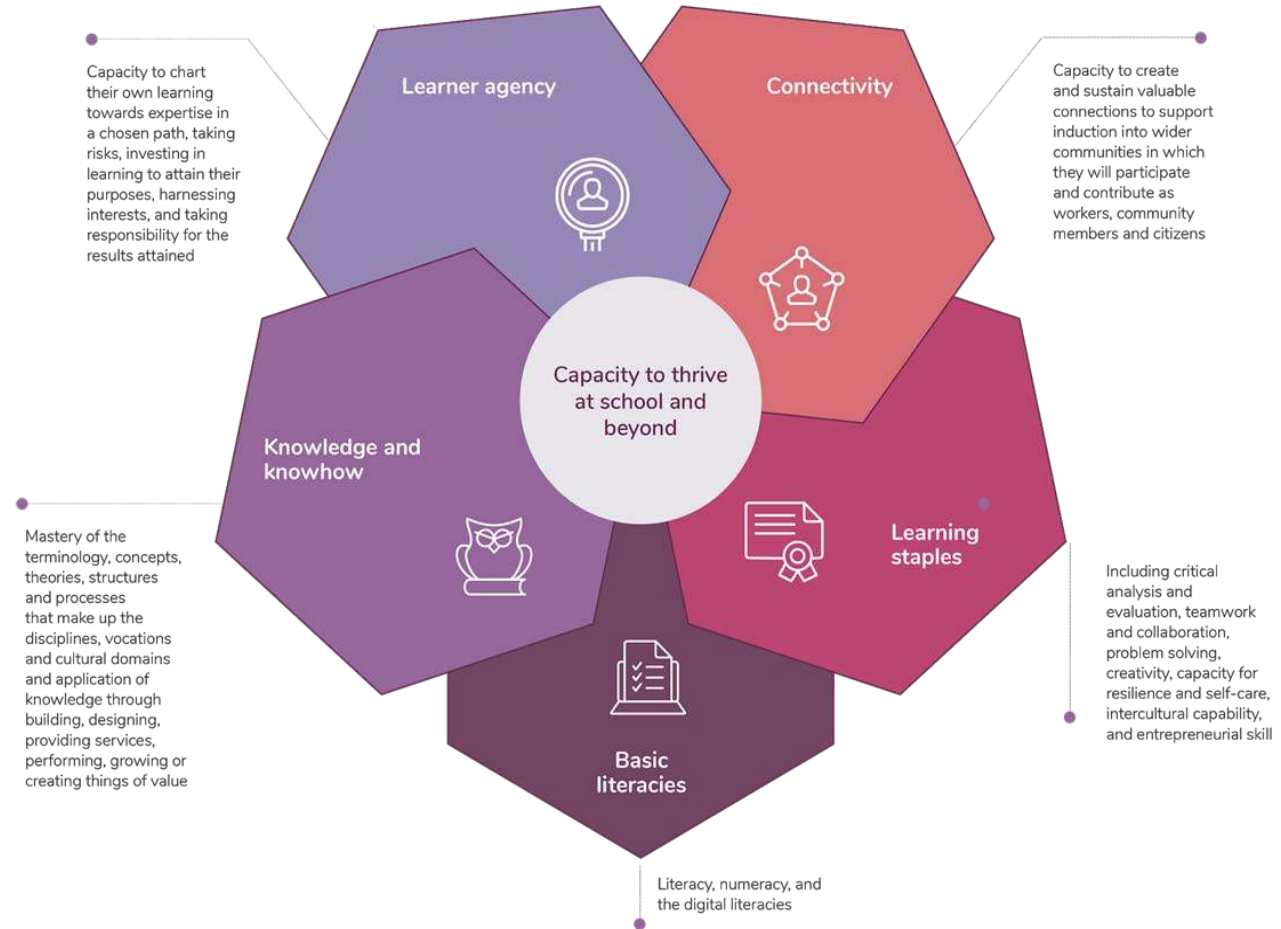 Learner agency
Capacity to chart
their own learning
towards expertise in
a chosen path, taking
risks, investing in
learning to attain their
purposes, harnessing
interests, and taking
responsibility for the
results attained
Connectivity
Capacity to create
and sustain valuable
connections to support
induction into wider
communities in which
they will participate
and contribute as
workers, community
members and citizens
Capacity to thrive
at school and
beyond
Knowledge and
knowhow
Mastery of the
terminology, concepts,
theories, structures
and processes
that make up the
disciplines, vocations
and cultural domains
and application of
knowledge through
building, designing,
providing services,
performing, growing or
creating things of value
Learning
staples
Including critical
analysis and
evaluation, teamwork
and collaboration,
problem solving,
creativity, capacity for
resilience and self-care,
intercultural capability,
and entrepreneurial skill
Basic
literacies
Literacy, numeracy, and
the digital literacies